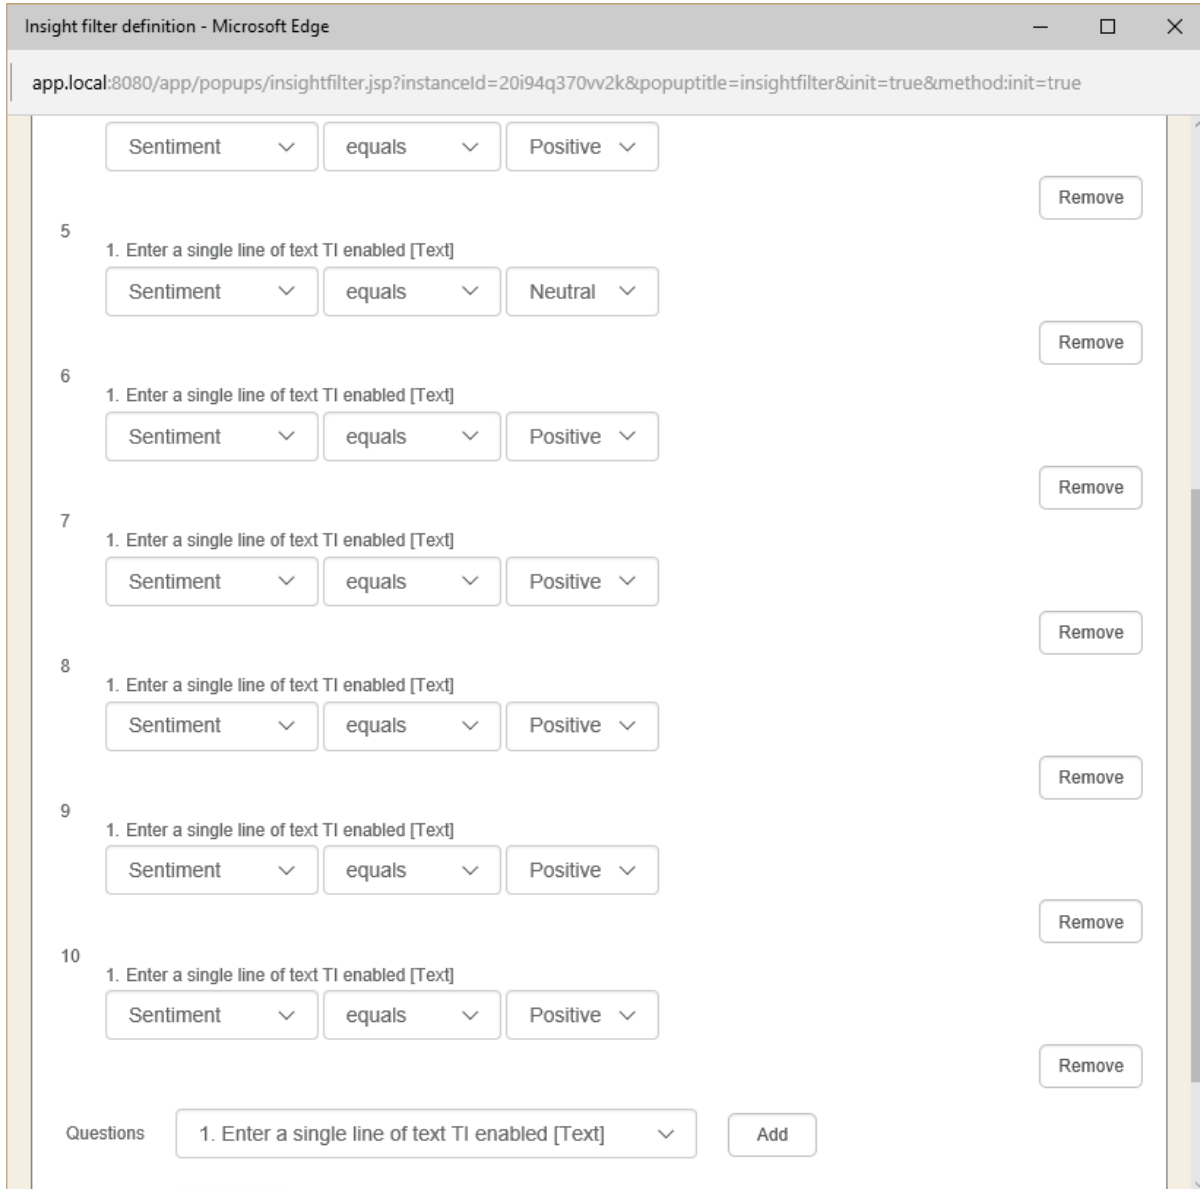 Insight filter definition - Microsoft Edge
app.local:8080/app/popups/insightfilter.jsp?instanceId=20i94q370vv2k&popuptitle=insightfilter&init=true&method:init=true
Sentiment equals Positive
Remove
5
1. Enter a single line of text TI enabled [Text]
Sentiment equals Neutral
Remove
6
1. Enter a single line of text TI enabled [Text]
Sentiment equals Positive
Remove
7
1. Enter a single line of text TI enabled [Text]
Sentiment equals Positive
Remove
8
1. Enter a single line of text TI enabled [Text]
Sentiment equals Positive
Remove
9
1. Enter a single line of text TI enabled [Text]
Sentiment equals Positive
Remove
10
1. Enter a single line of text TI enabled [Text]
Sentiment equals Positive
Remove
Questions 1. Enter a single line of text TI enabled [Text] Add